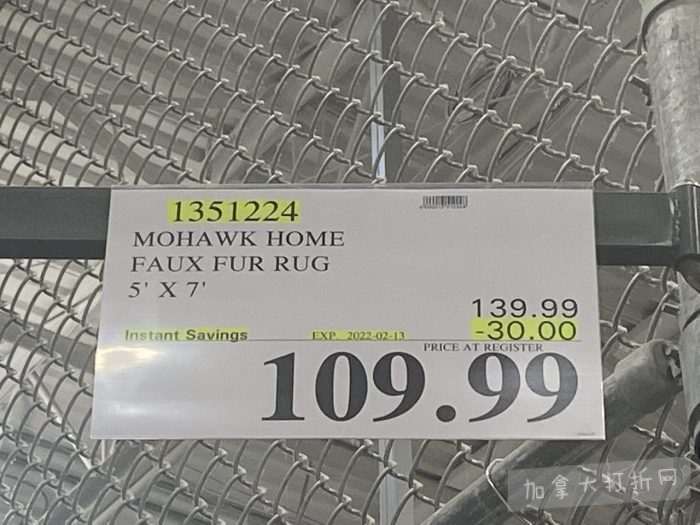 1351224
MOHAWK HOME
FAUX FUR RUG
5' X 7'
139.99
Instant Savings EXP. 2022-02-13 -30.00
PRICE AT REGISTER
109.99
加拿大打折网